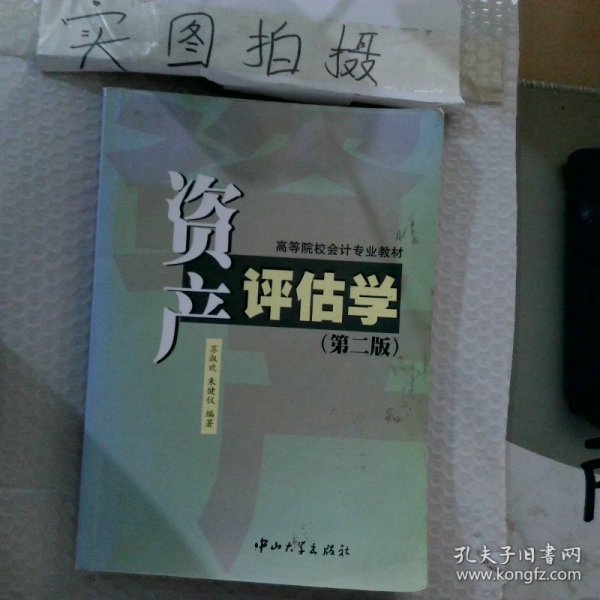 实图拍摄
资产
高等院校会计专业教材
评估学
(第二版)
苏淑欢 朱健仪 编著
中山大学出版社
孔夫子旧书网
www.kongfz.com